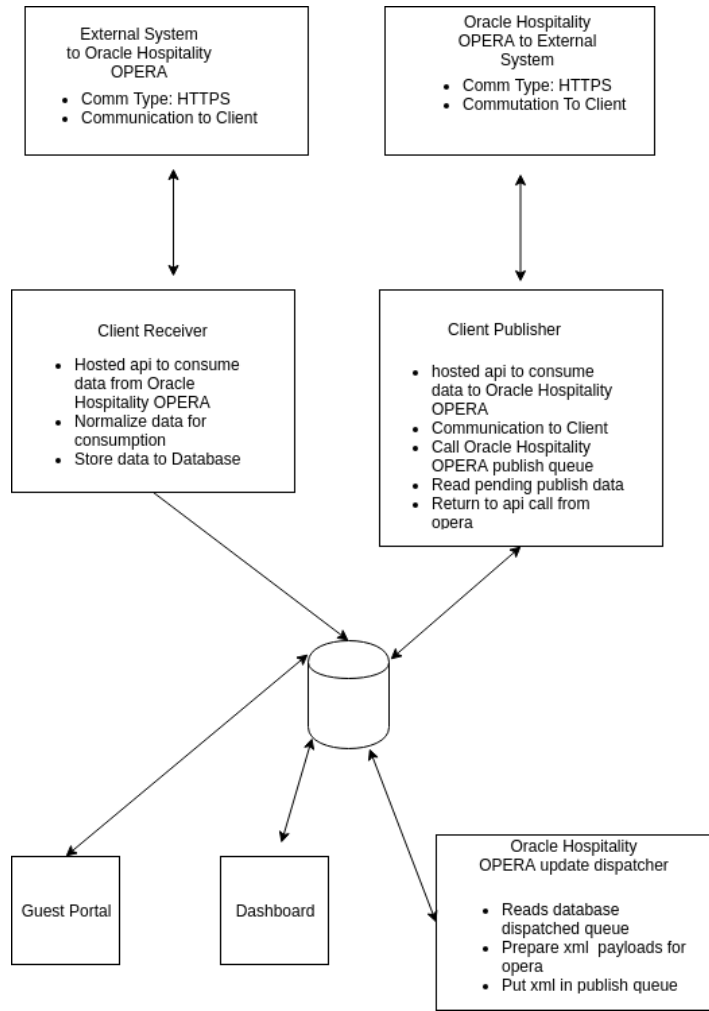 External System
to Oracle Hospitality
OPERA
• Comm Type: HTTPS
• Communication to Client
Oracle Hospitality
OPERA to External
System
• Comm Type: HTTPS
• Commutation To Client
Client Receiver
• Hosted api to consume
data from Oracle
Hospitality OPERA
• Normalize data for
consumption
• Store data to Database
Client Publisher
• hosted api to consume
data to Oracle Hospitality
OPERA
• Communication to Client
• Call Oracle Hospitality
OPERA publish queue
• Read pending publish data
• Return to api call from
opera
Guest Portal
Dashboard
Oracle Hospitality
OPERA update dispatcher
• Reads database
dispatched queue
• Prepare xml payloads for
opera
• Put xml in publish queue